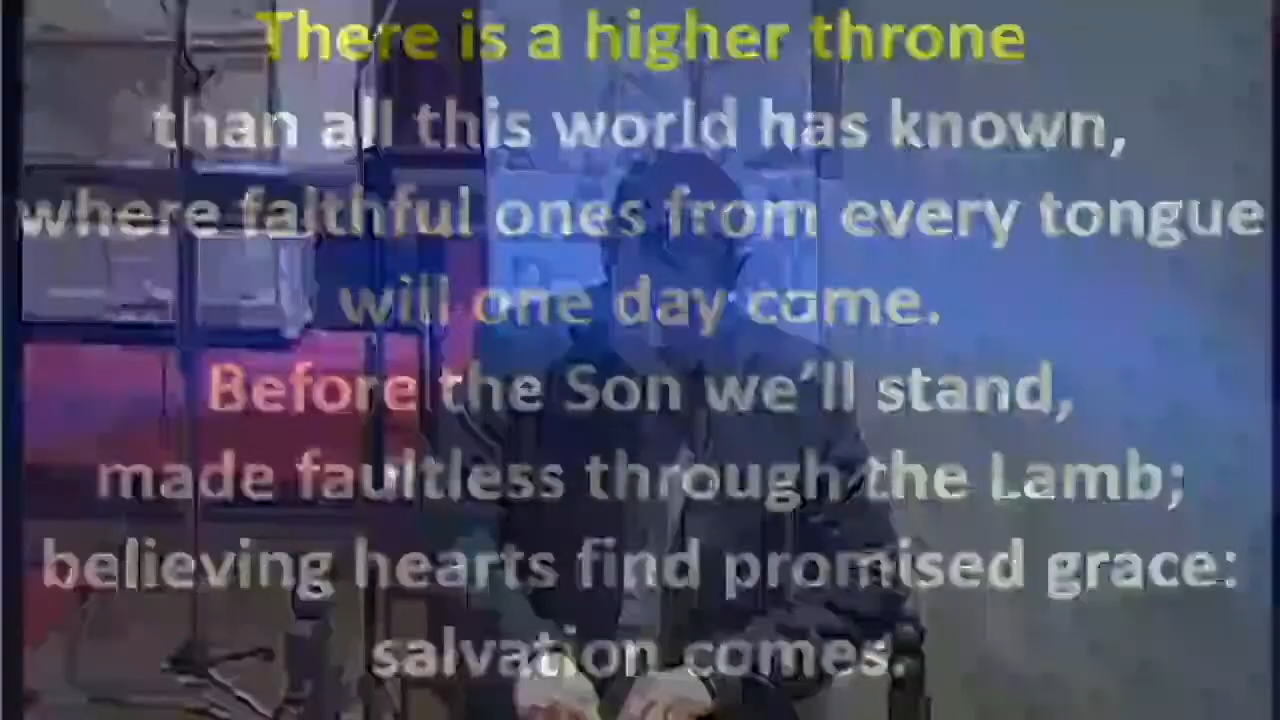 There is a higher throne
than all this world has known,
where faithful ones from every tongue
will one day come.
Before the Son we'll stand,
made faultless through the Lamb;
believing hearts find promised grace:
salvation comes.